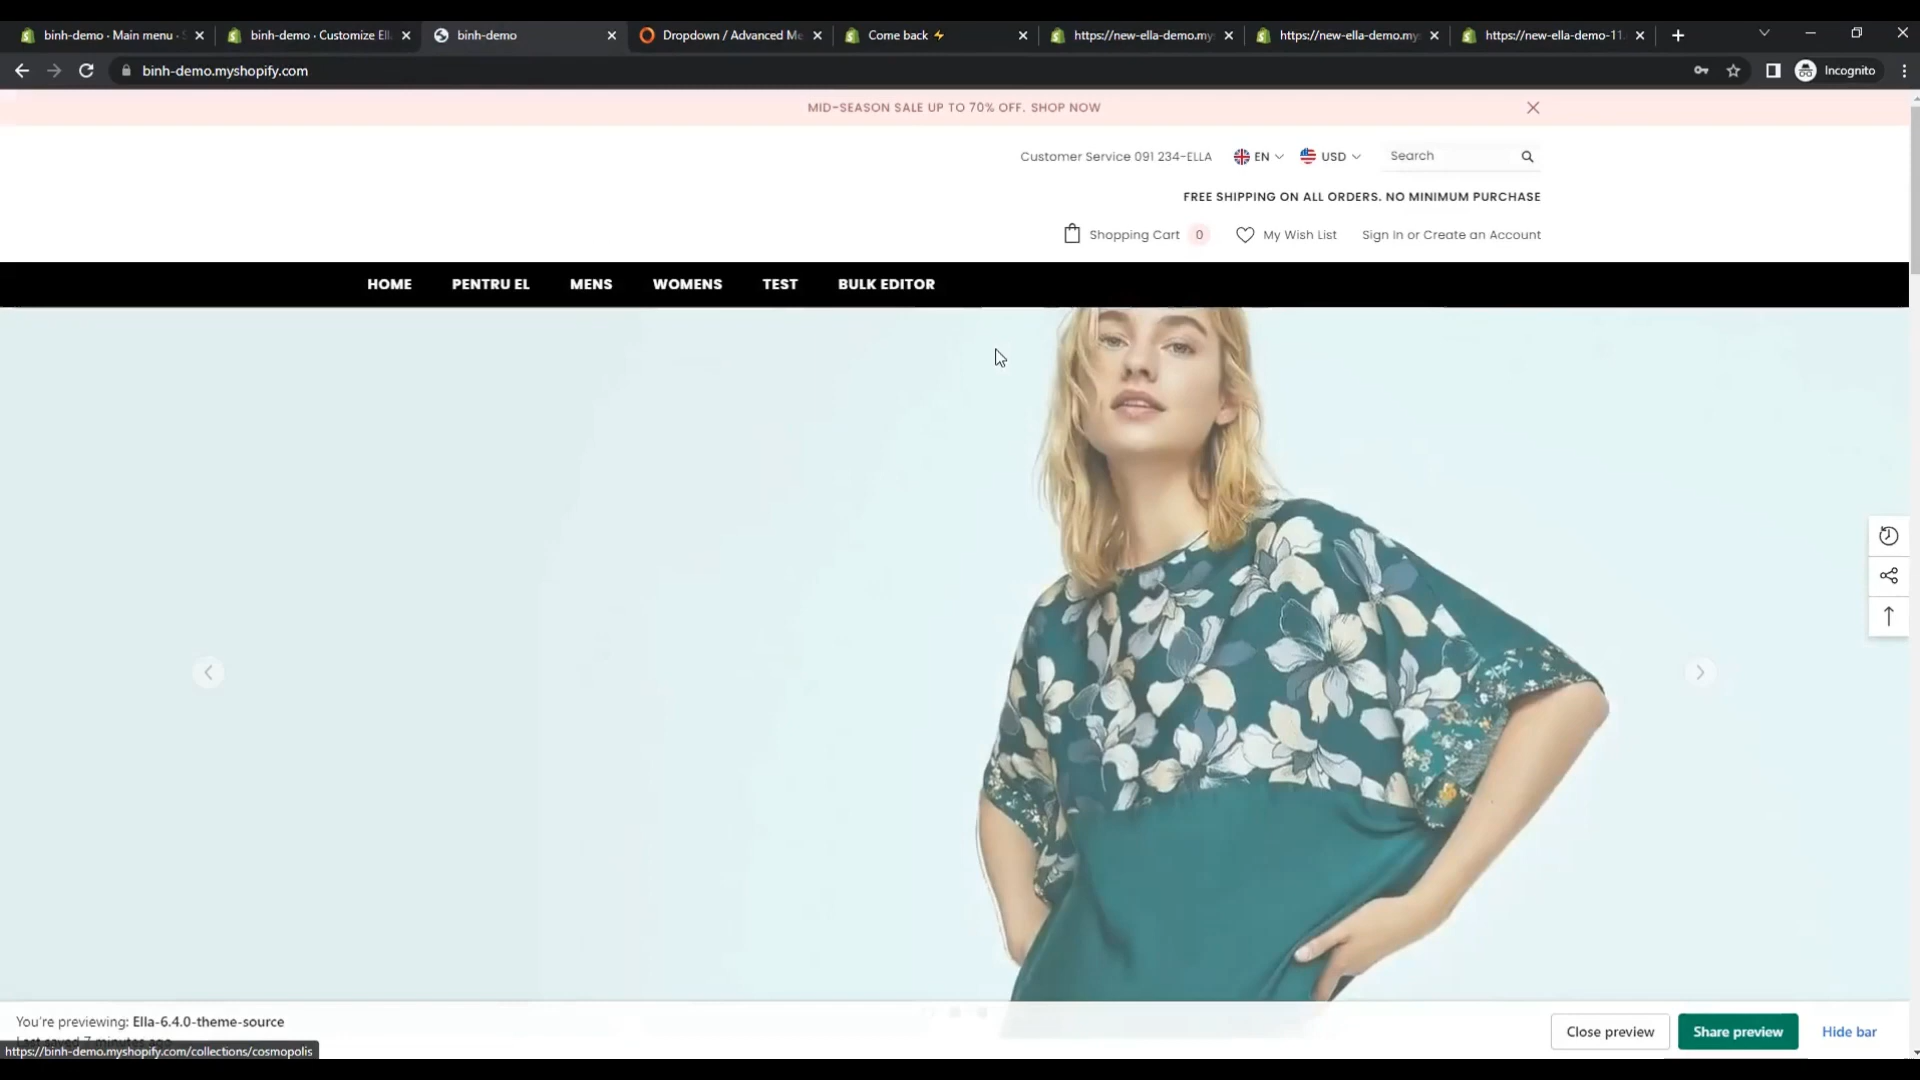 binh-demo · Main menu · S
binh-demo · Customize Ell
binh-demo
Dropdown / Advanced Me
Come back ⚡
https://new-ella-demo.my
https://new-ella-demo.my
https://new-ella-demo-11.
binh-demo.myshopify.com
Incognito
MID-SEASON SALE UP TO 70% OFF. SHOP NOW
Customer Service 091 234-ELLA
EN
USD
Search
FREE SHIPPING ON ALL ORDERS. NO MINIMUM PURCHASE
Shopping Cart 0
My Wish List
Sign In or Create an Account
HOME PENTRU EL MENS WOMENS TEST BULK EDITOR
You're previewing: Ella-6.4.0-theme-source
Last saved 7 minutes ago
https://binh-demo.myshopify.com/collections/cosmopolis
Close preview
Share preview
Hide bar